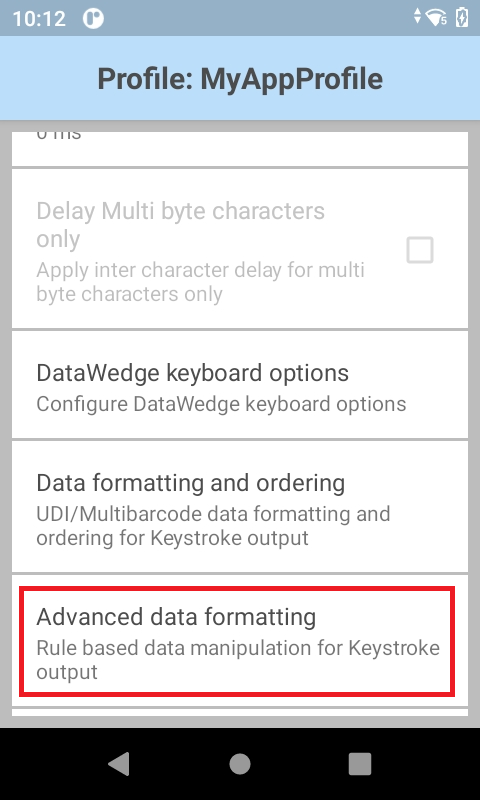 10:12
Profile: MyAppProfile
0 ms
Delay Multi byte characters
only
Apply inter character delay for multi
byte characters only
DataWedge keyboard options
Configure DataWedge keyboard options
Data formatting and ordering
UDI/Multibarcode data formatting and
ordering for Keystroke output
Advanced data formatting
Rule based data manipulation for Keystroke
output